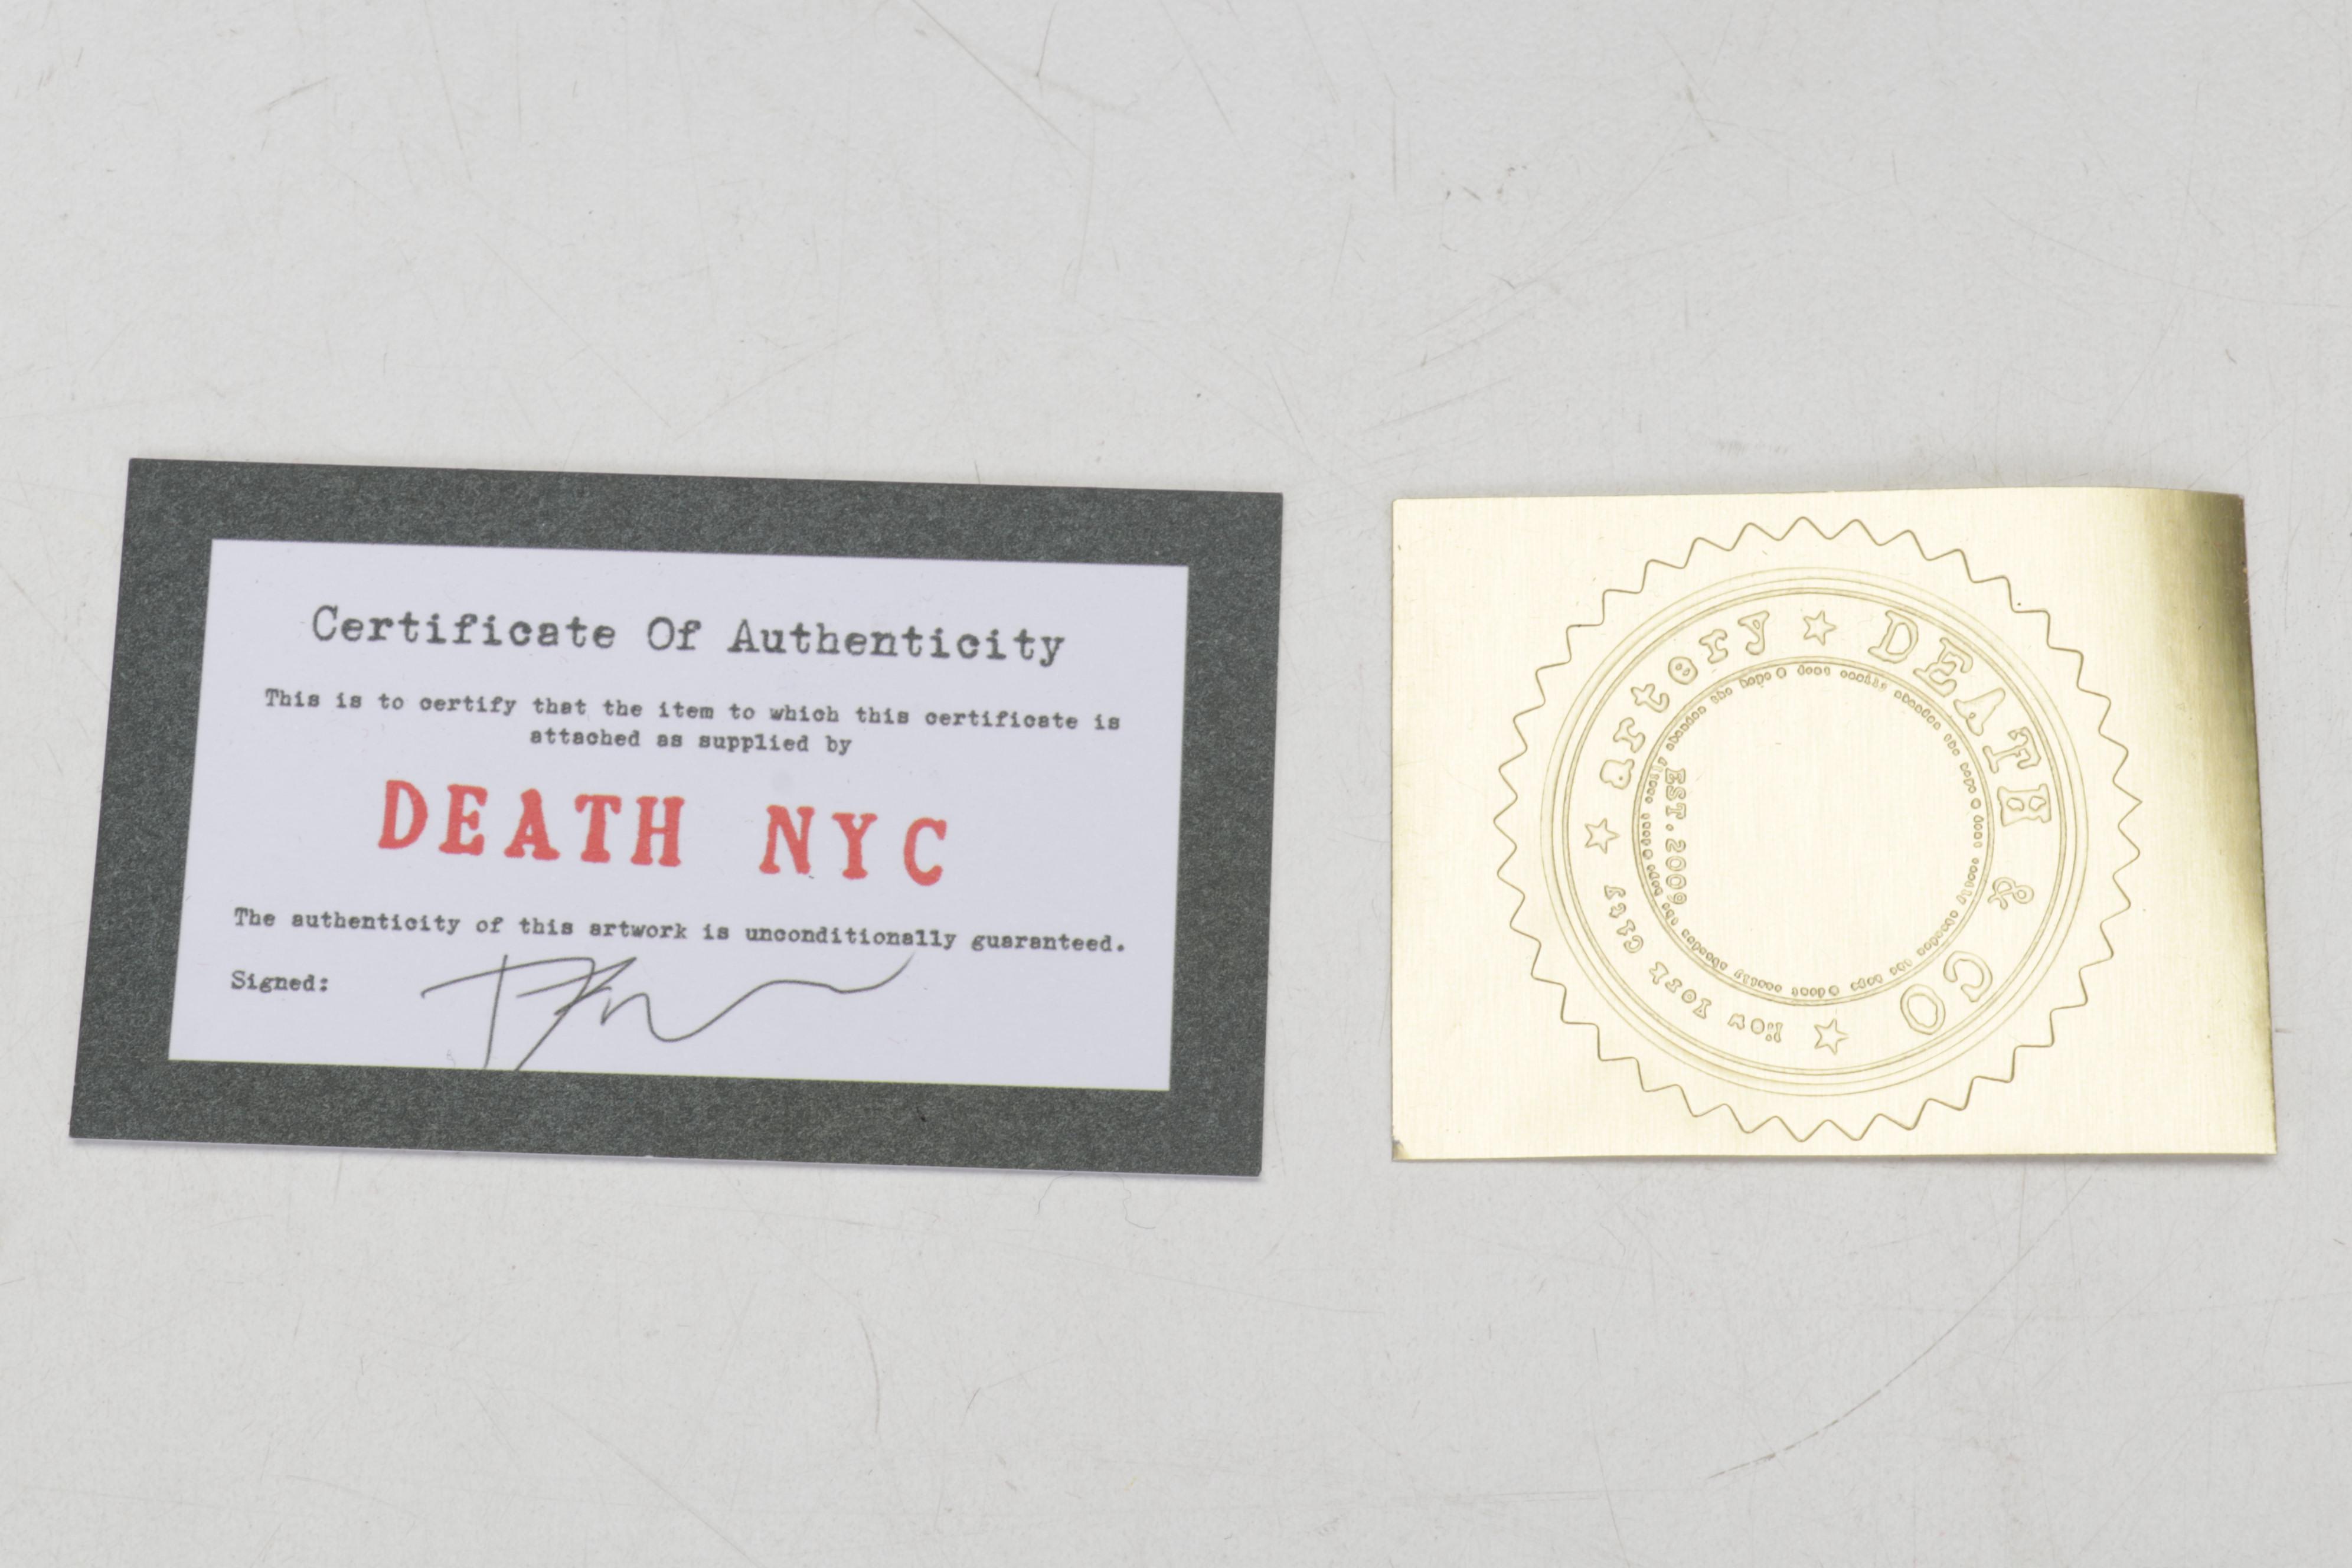 Certificate Of Authenticity
This is to certify that the item to which this certificate is
attached as supplied by
DEATH NYC
The authenticity of this artwork is unconditionally guaranteed.
Signed:
artory ☆ DEATH & CO ☆ New York City ☆
EST. 2009